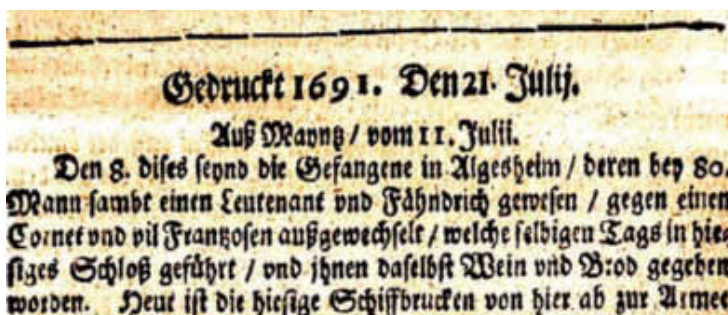 Gedruckt 1691. Den 21. Julij.
Auß Mayntz / vom 11. Julii.
Den 8. dises seynd die Gefangene in Algesheim / deren bey 80.
Mann sambt einen Leutenant vnd Fähndrich gewesen / gegen einen
Cornet vnd vil Frantzosen außgewechselt / welche selbigen Tags in hie-
siges Schloß geführt / vnd jhnen daselbst Wein vnd Brod gegeben
worden. Heut ist die hiesige Schiffbrucken von hier ab zur Armee